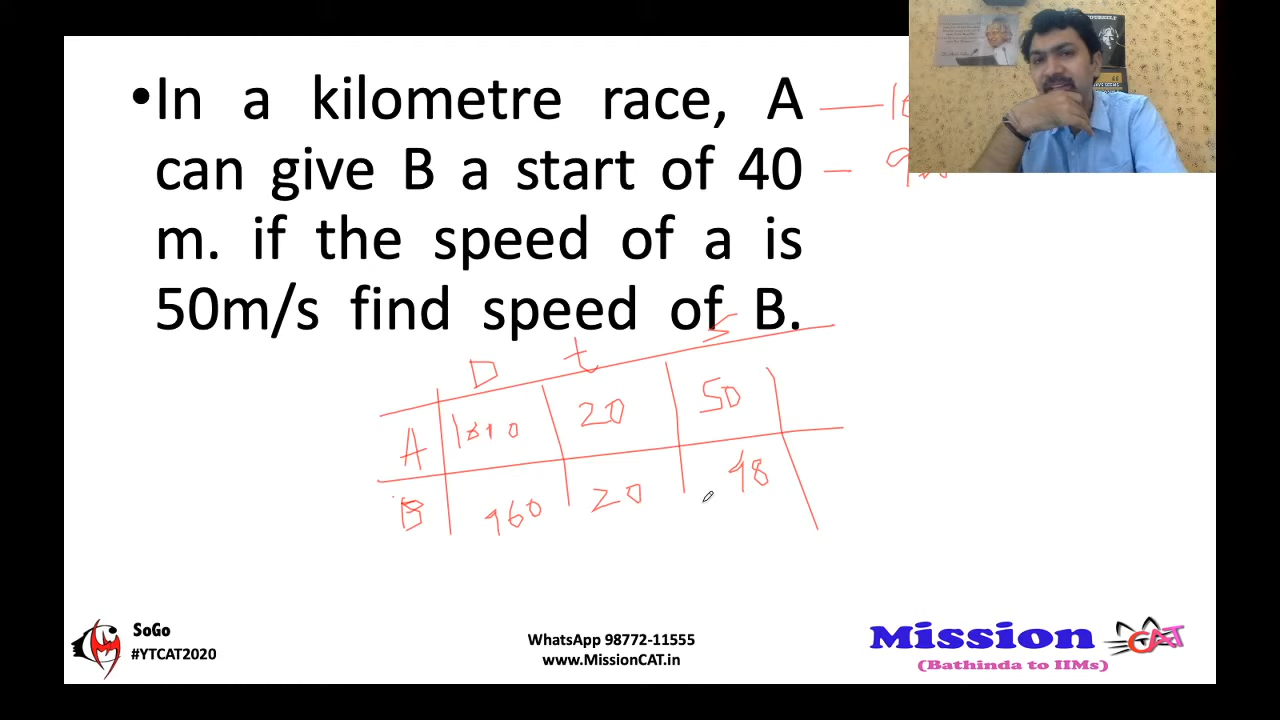 •In a kilometre race, A
can give B a start of 40
m. if the speed of a is
50m/s find speed of B.
D t S
A 1000 20 50
B 960 20 48
SoGo
#YTCAT2020
WhatsApp 98772-11555
www.MissionCAT.in
Mission CAT
(Bathinda to IIMs)